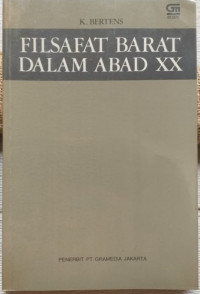 K. BERTENS
FILSAFAT BARAT
DALAM ABAD XX
PENERBIT PT GRAMEDIA JAKARTA